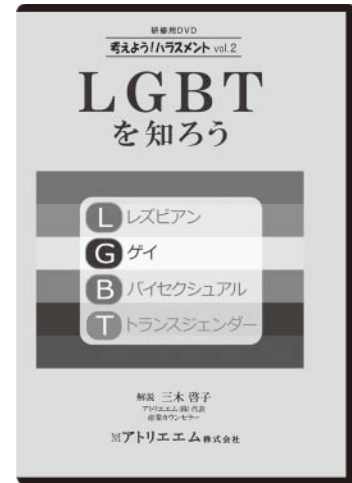 研修用DVD
考えよう!ハラスメント vol.2
LGBT
を知ろう
L レズビアン
G ゲイ
B バイセクシュアル
T トランスジェンダー
解説 三木 啓子
アトリエエム㈱代表
産業カウンセラー
アトリエエム株式会社